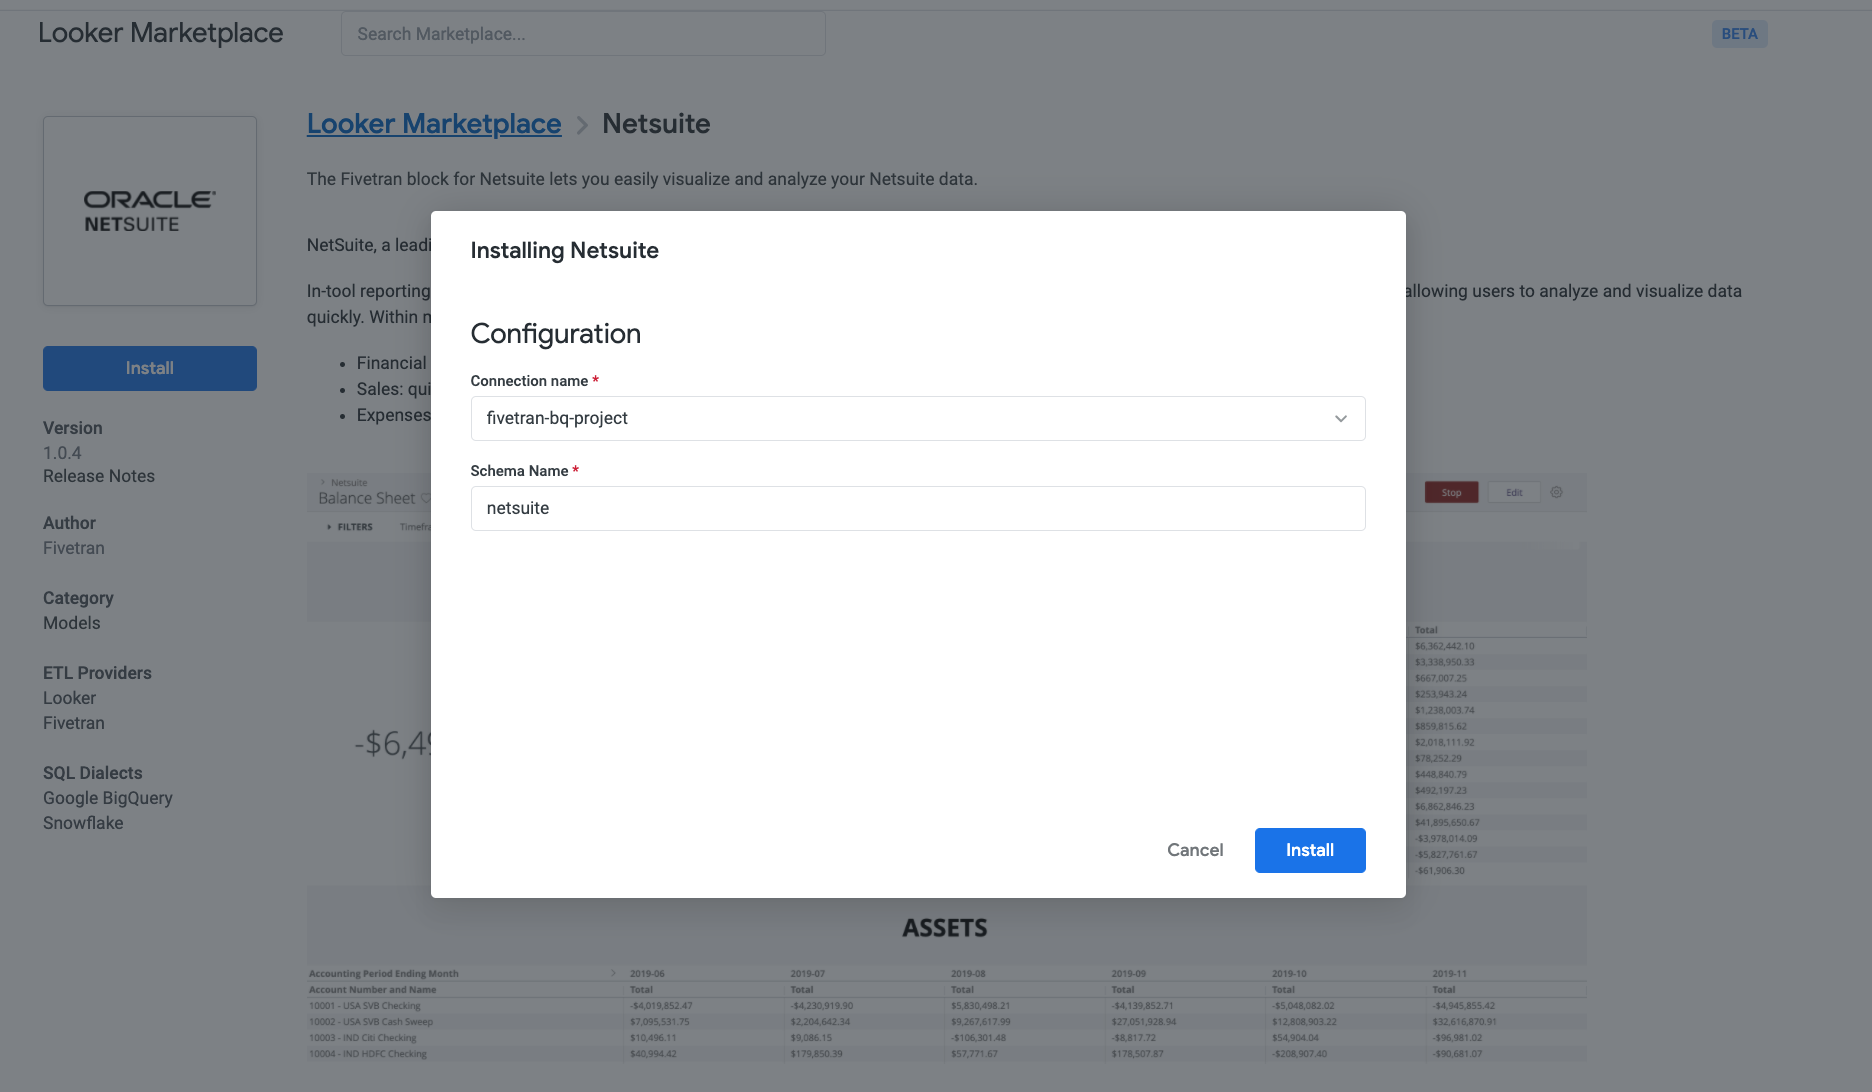 Looker Marketplace
Search Marketplace...
BETA
ORACLE
NETSUITE
Install
Version
1.0.4
Release Notes
Author
Fivetran
Category
Models
ETL Providers
Looker
Fivetran
SQL Dialects
Google BigQuery
Snowflake
Looker Marketplace > Netsuite
The Fivetran block for Netsuite lets you easily visualize and analyze your Netsuite data.
NetSuite, a
In-tool reporting allowing users to analyze and visualize data
quickly. Within
• Financial
• Sales:
• Expenses
Installing Netsuite
Configuration
Connection name *
fivetran-bq-project
Schema Name *
netsuite
Cancel
Install
Netsuite
Balance Sheet
Stop
Edit
FILTERS
-$6,4
Total
$6,362,442.10
$3,338,950.33
$667,007.25
$253,943.24
$1,238,003.74
$859,815.62
$2,018,111.92
$78,252.29
$448,840.79
$492,197.23
$6,862,846.23
$41,895,650.67
-$3,978,014.09
-$5,827,761.67
-$61,906.30
ASSETS
Accounting Period Ending Month > 2019-06 2019-07 2019-08 2019-09 2019-10 2019-11
Account Number and Name Total Total Total Total Total Total
10001 - USA SVB Checking -$4,019,852.47 -$4,230,919.90 $5,830,498.21 -$4,139,852.71 -$5,048,082.02 -$4,945,855.42
10002 - USA SVB Cash Sweep $7,095,531.75 $2,204,642.34 $9,267,617.99 $27,051,928.94 $12,808,903.22 $32,616,870.91
10003 - IND Citi Checking $10,496.11 $9,086.15 -$106,301.48 -$8,817.72 $54,904.04 -$96,981.02
10004 - IND HDFC Checking $40,994.42 $179,850.39 $57,771.67 $178,507.87 -$208,907.40 -$90,681.07